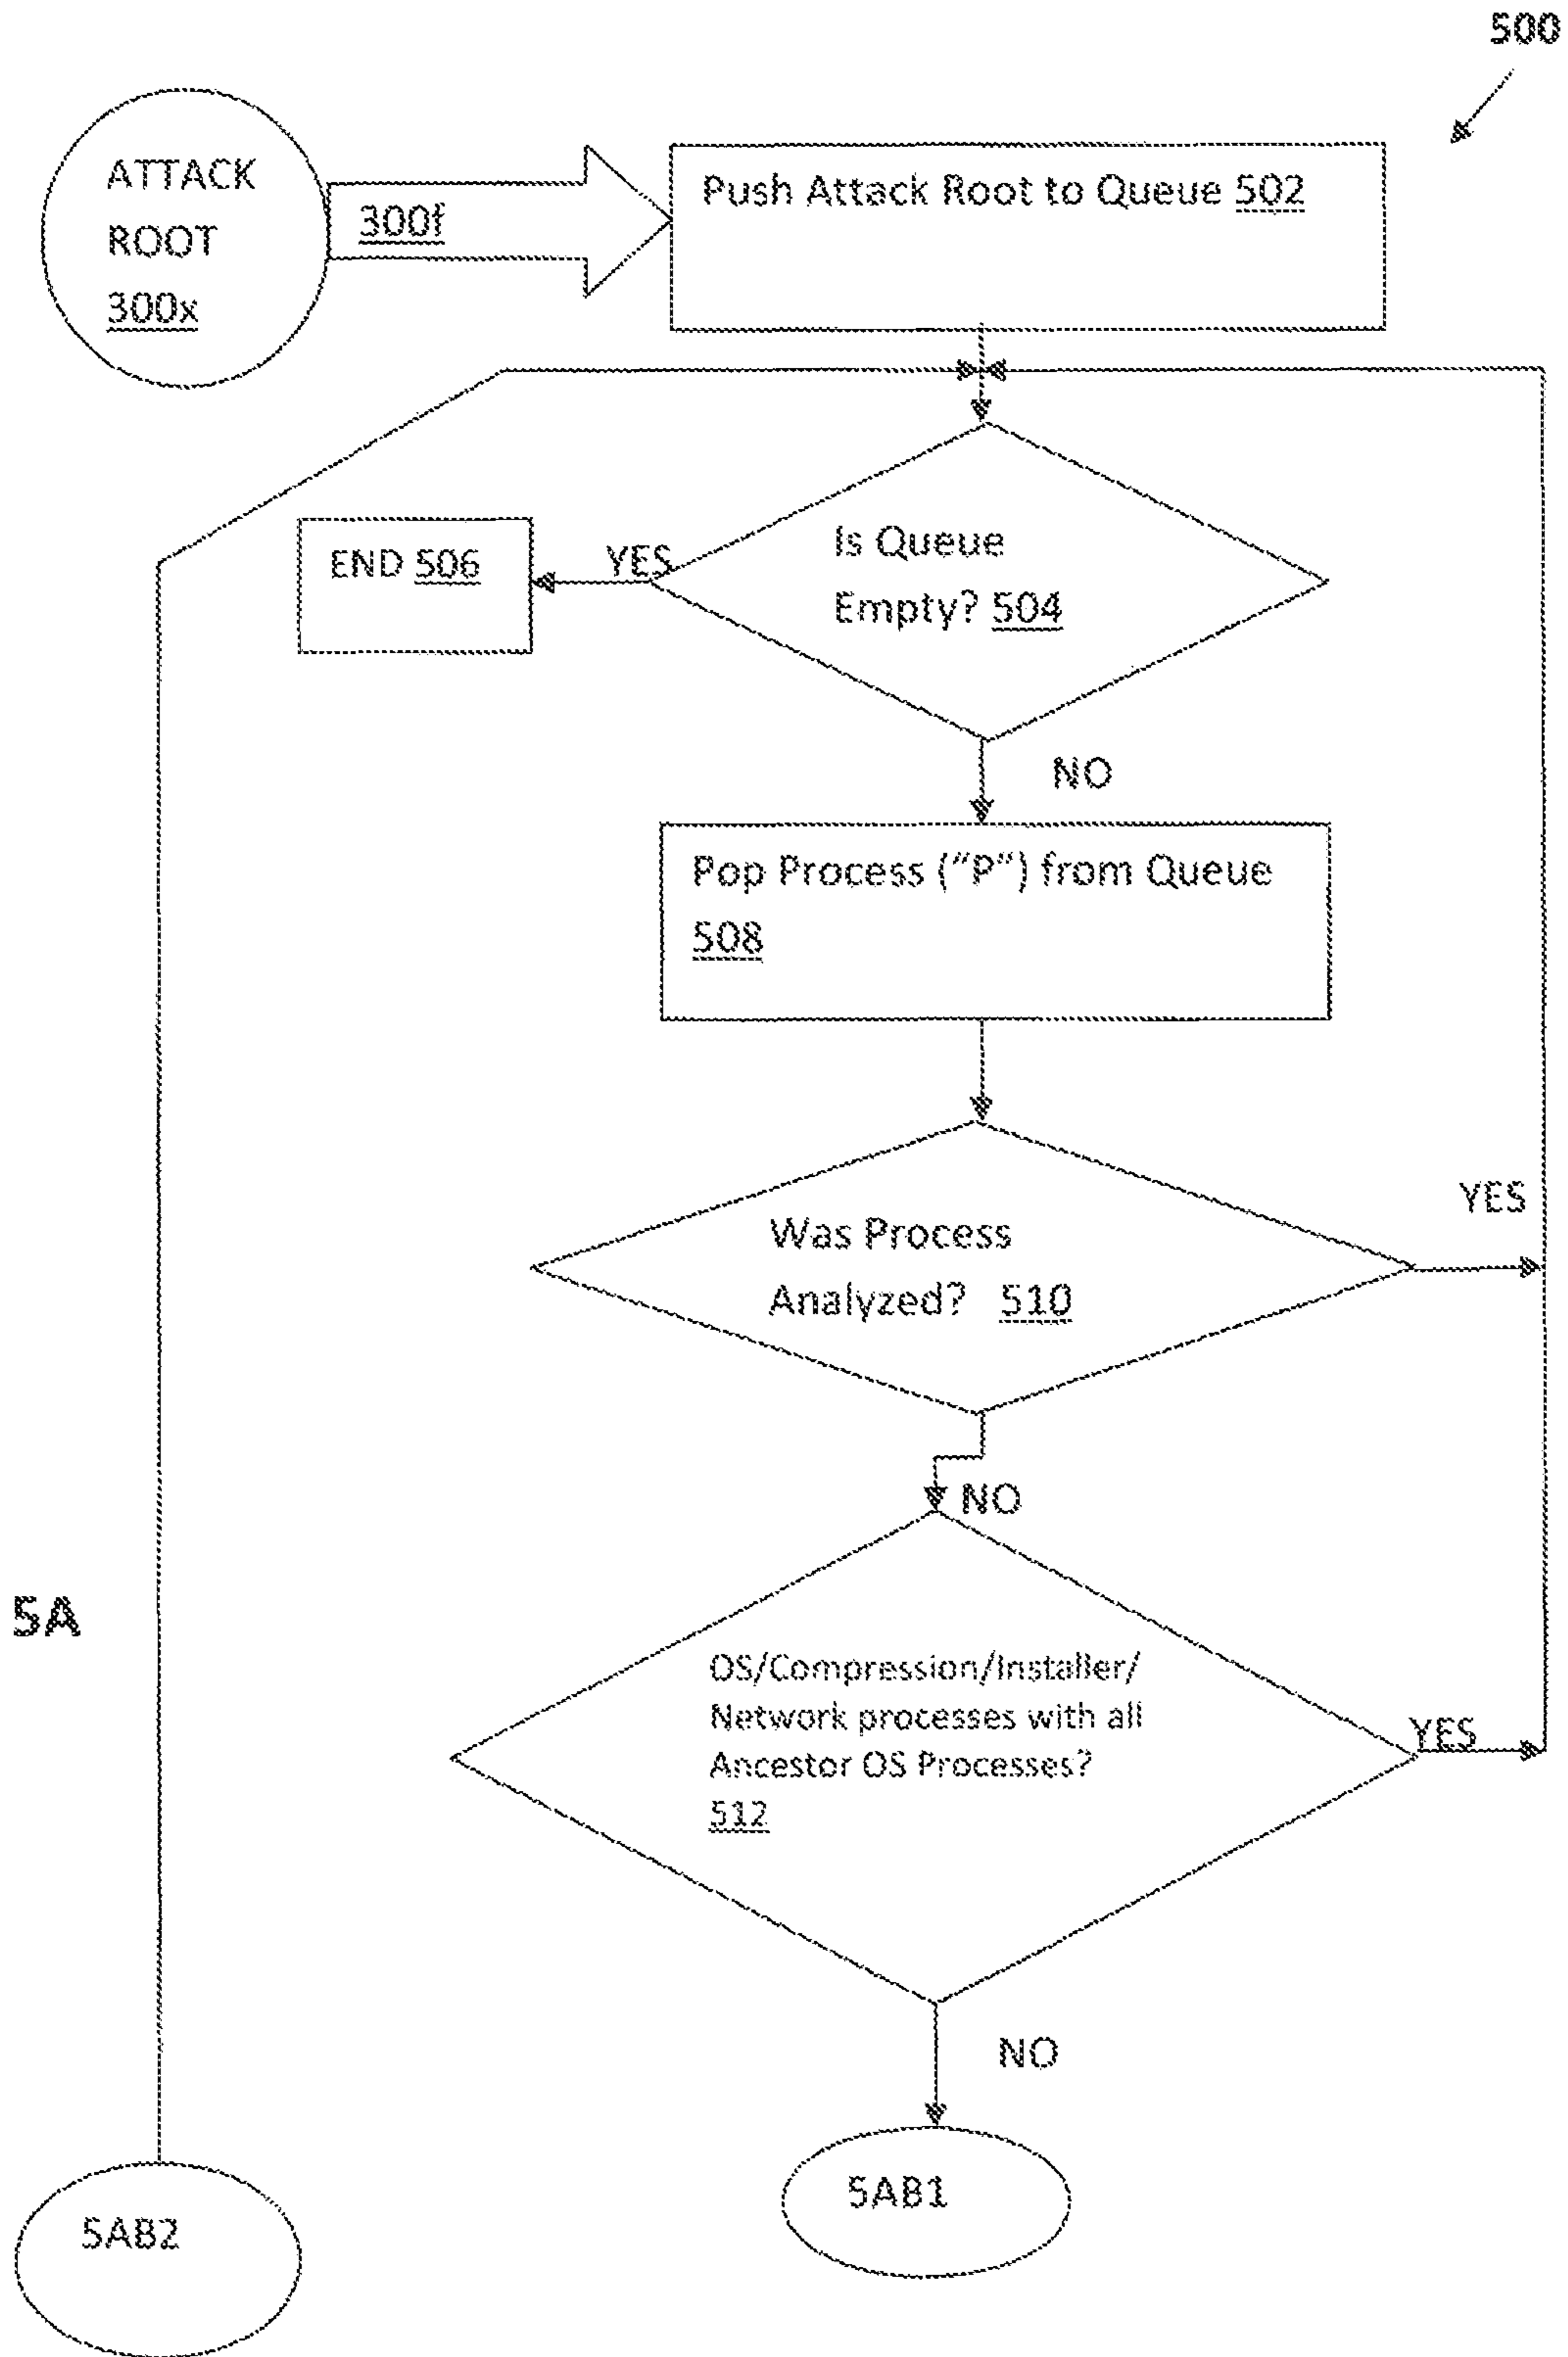 500
ATTACK
ROOT
300x
300f
Push Attack Root to Queue 502
END 506
YES
Is Queue
Empty? 504
NO
Pop Process ("P") from Queue
508
Was Process
Analyzed? 510
YES
NO
5A
OS/Compression/Installer/
Network processes with all
Ancestor OS Processes?
512
YES
NO
5AB1
5AB2